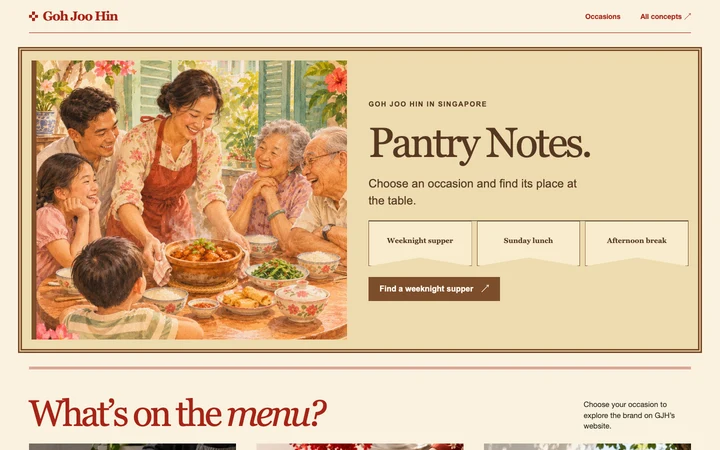 Goh Joo Hin
Occasions
All concepts
GOH JOO HIN IN SINGAPORE
Pantry Notes.
Choose an occasion and find its place at
the table.
Weeknight supper
Sunday lunch
Afternoon break
Find a weeknight supper
What's on the menu?
Choose your occasion to
explore the brand on GJH's
website.